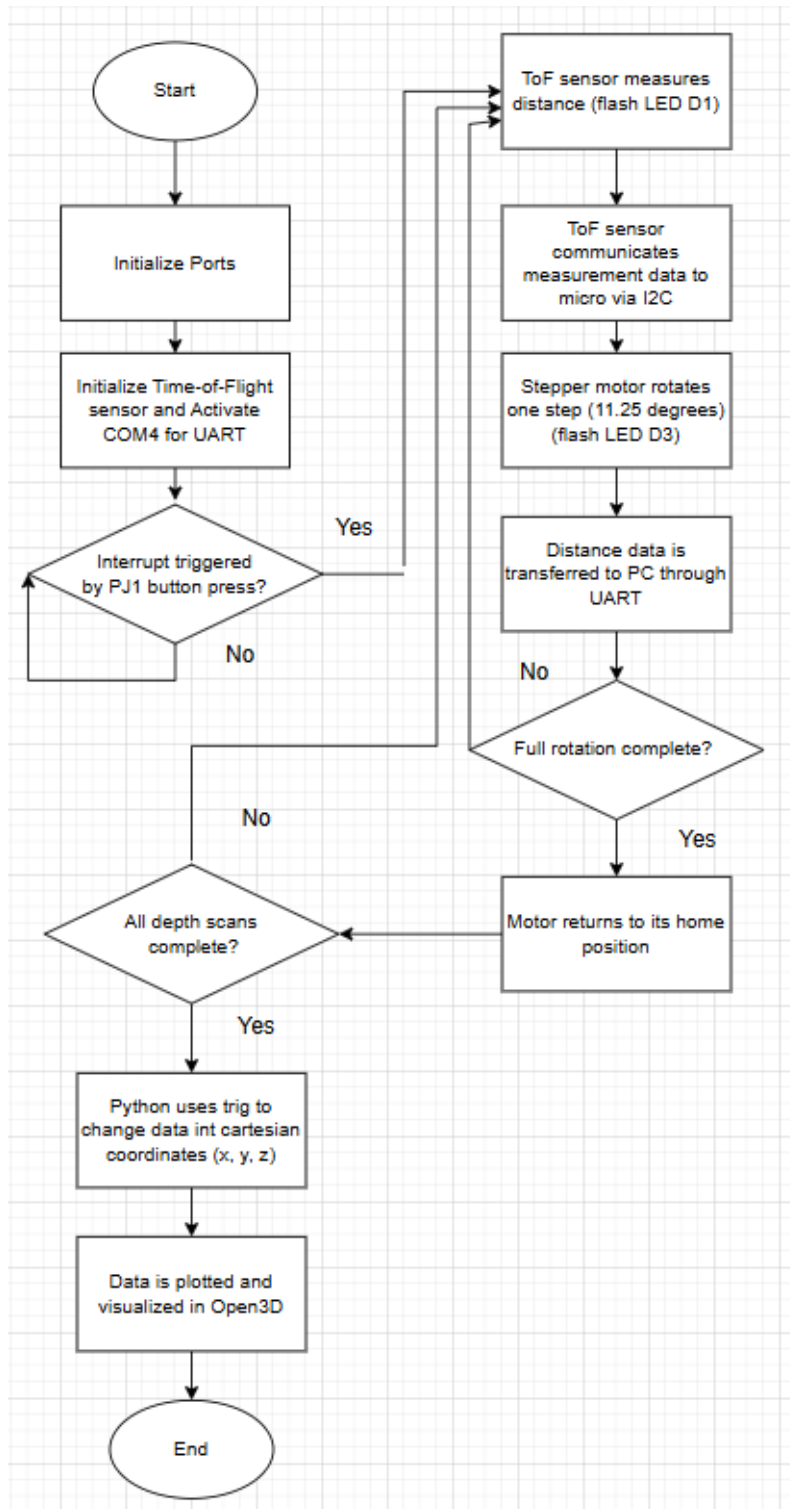 Start
Initialize Ports
Initialize Time-of-Flight
sensor and Activate
COM4 for UART
Interrupt triggered
by PJ1 button press?
Yes
No
ToF sensor measures
distance (flash LED D1)
ToF sensor
communicates
measurement data to
micro via I2C
Stepper motor rotates
one step (11.25 degrees)
(flash LED D3)
Distance data is
transferred to PC through
UART
No
Full rotation complete?
Yes
Motor returns to its home
position
All depth scans
complete?
No
Yes
Python uses trig to
change data int cartesian
coordinates (x, y, z)
Data is plotted and
visualized in Open3D
End